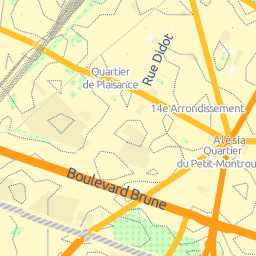 Rue Didot
Quartier
de Plaisance
14e Arrondissement
Alésia
Quartier
du Petit-Montrou
Boulevard Brune